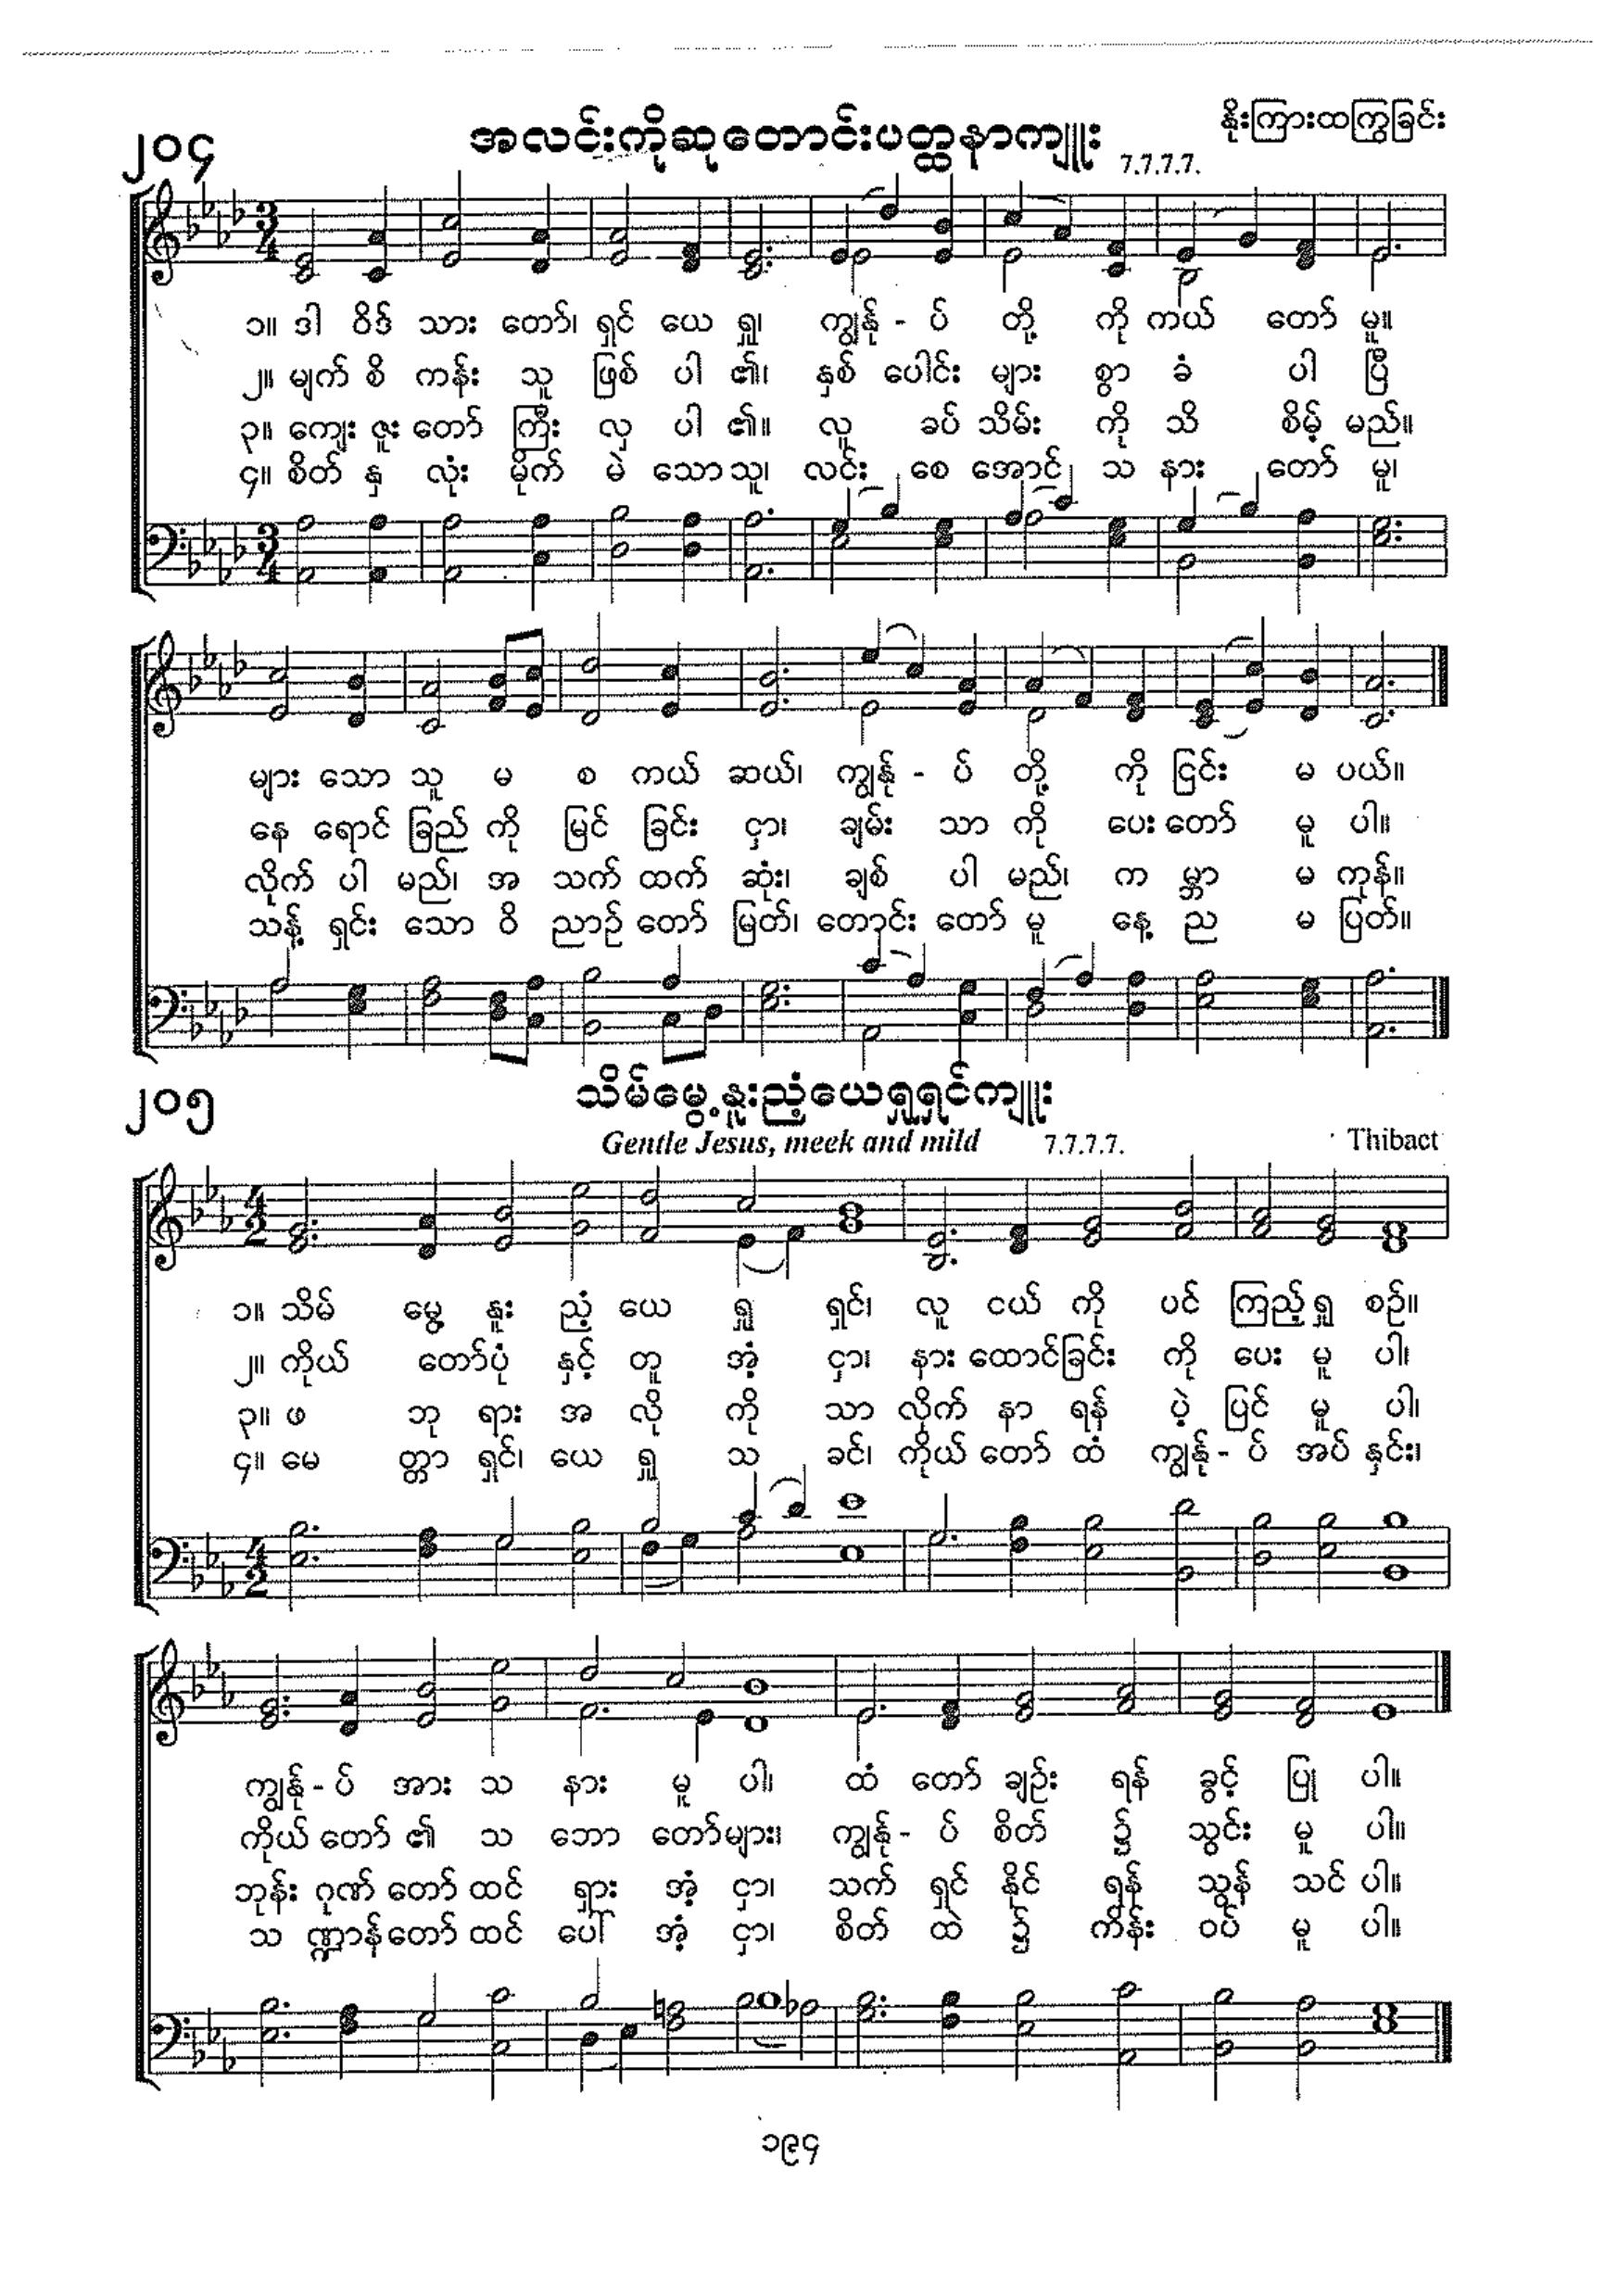 ၂၀၄ အလင်းကိုဆုတောင်းပတ္ထနာကျူး နိုးကြားထကြွခြင်း
7.7.7.7.
၁။ ဒါ ဝိဒ် သား တော်၊ ရှင် ယေ ရှု၊ ကျွန်ုပ် - ပ် တို့ ကို ကယ် တော် မူ။
၂။ မျက် စိ ကန်း သူ ဖြစ် ပါ ၏၊ နှစ် ပေါင်း များ စွာ ခံ ပါ ပြီ
၃။ ကျေး ဇူး တော် ကြီး လှ ပါ ၏။ လူ ခပ် သိမ်း ကို သိ စိမ့် မည်။
၄။ စိတ် နှ လုံး မိုက် မဲ သော သူ၊ လင်း စေ အောင် သ နား တော် မူ၊
များ သော သူ မ စ ကယ် ဆယ်၊ ကျွန်ု - ပ် တို့ ကို ငြင်း မ ပယ်။
နေ ရောင် ခြည် ကို မြင် ခြင်း ငှာ၊ ချမ်း သာ ကို ပေး တော် မူ ပါ။
လိုက် ပါ မည်၊ အ သက် ထက် ဆုံး၊ ချစ် ပါ မည်၊ က မ္ဘာ မ ကုန်။
သန့် ရှင်း သော ဝိ ညာဉ် တော် မြတ်၊ တောင်း တော် မူ နေ့ ည မ ပြတ်။
၂၀၅ သိမ်မွေ့နူးညံ့ယေရှုရှင်ကျူး
Gentle Jesus, meek and mild 7.7.7.7. Thibact
၁။ သိမ် မွေ့ နူး ညံ့ ယေ ရှု ရှင်၊ လူ ငယ် ကို ပင် ကြည့် ရှု စဉ်။
၂။ ကိုယ် တော်ပုံ နှင့် တူ အံ့ ငှာ၊ နား ထောင်ခြင်း ကို ပေး မူ ပါ၊
၃။ ဖ ဘု ရား အ လို ကို သာ လိုက် နာ ရန် ပဲ့ ပြင် မူ ပါ၊
၄။ မေ တ္တာ ရှင်၊ ယေ ရှု သ ခင်၊ ကိုယ် တော် ထံ ကျွန်ု - ပ် အပ် နှင်း၊
ကျွန်ု - ပ် အား သ နား မူ ပါ၊ ထံ တော် ချဉ်း ရန် ခွင့် ပြု ပါ။
ကိုယ် တော် ၏ သ ဘော တော်များ၊ ကျွန်ု - ပ် စိတ် ၌ သွင်း မူ ပါ။
ဘုန်း ဂုဏ် တော် ထင် ရှား အံ့ ငှာ၊ သက် ရှင် နိုင် ရန် သွန် သင် ပါ။
သ ဏ္ဍာန်တော် ထင် ပေါ် အံ့ ငှာ၊ စိတ် ထဲ ၌ ကိန်း ဝပ် မူ ပါ။
၁၉၄